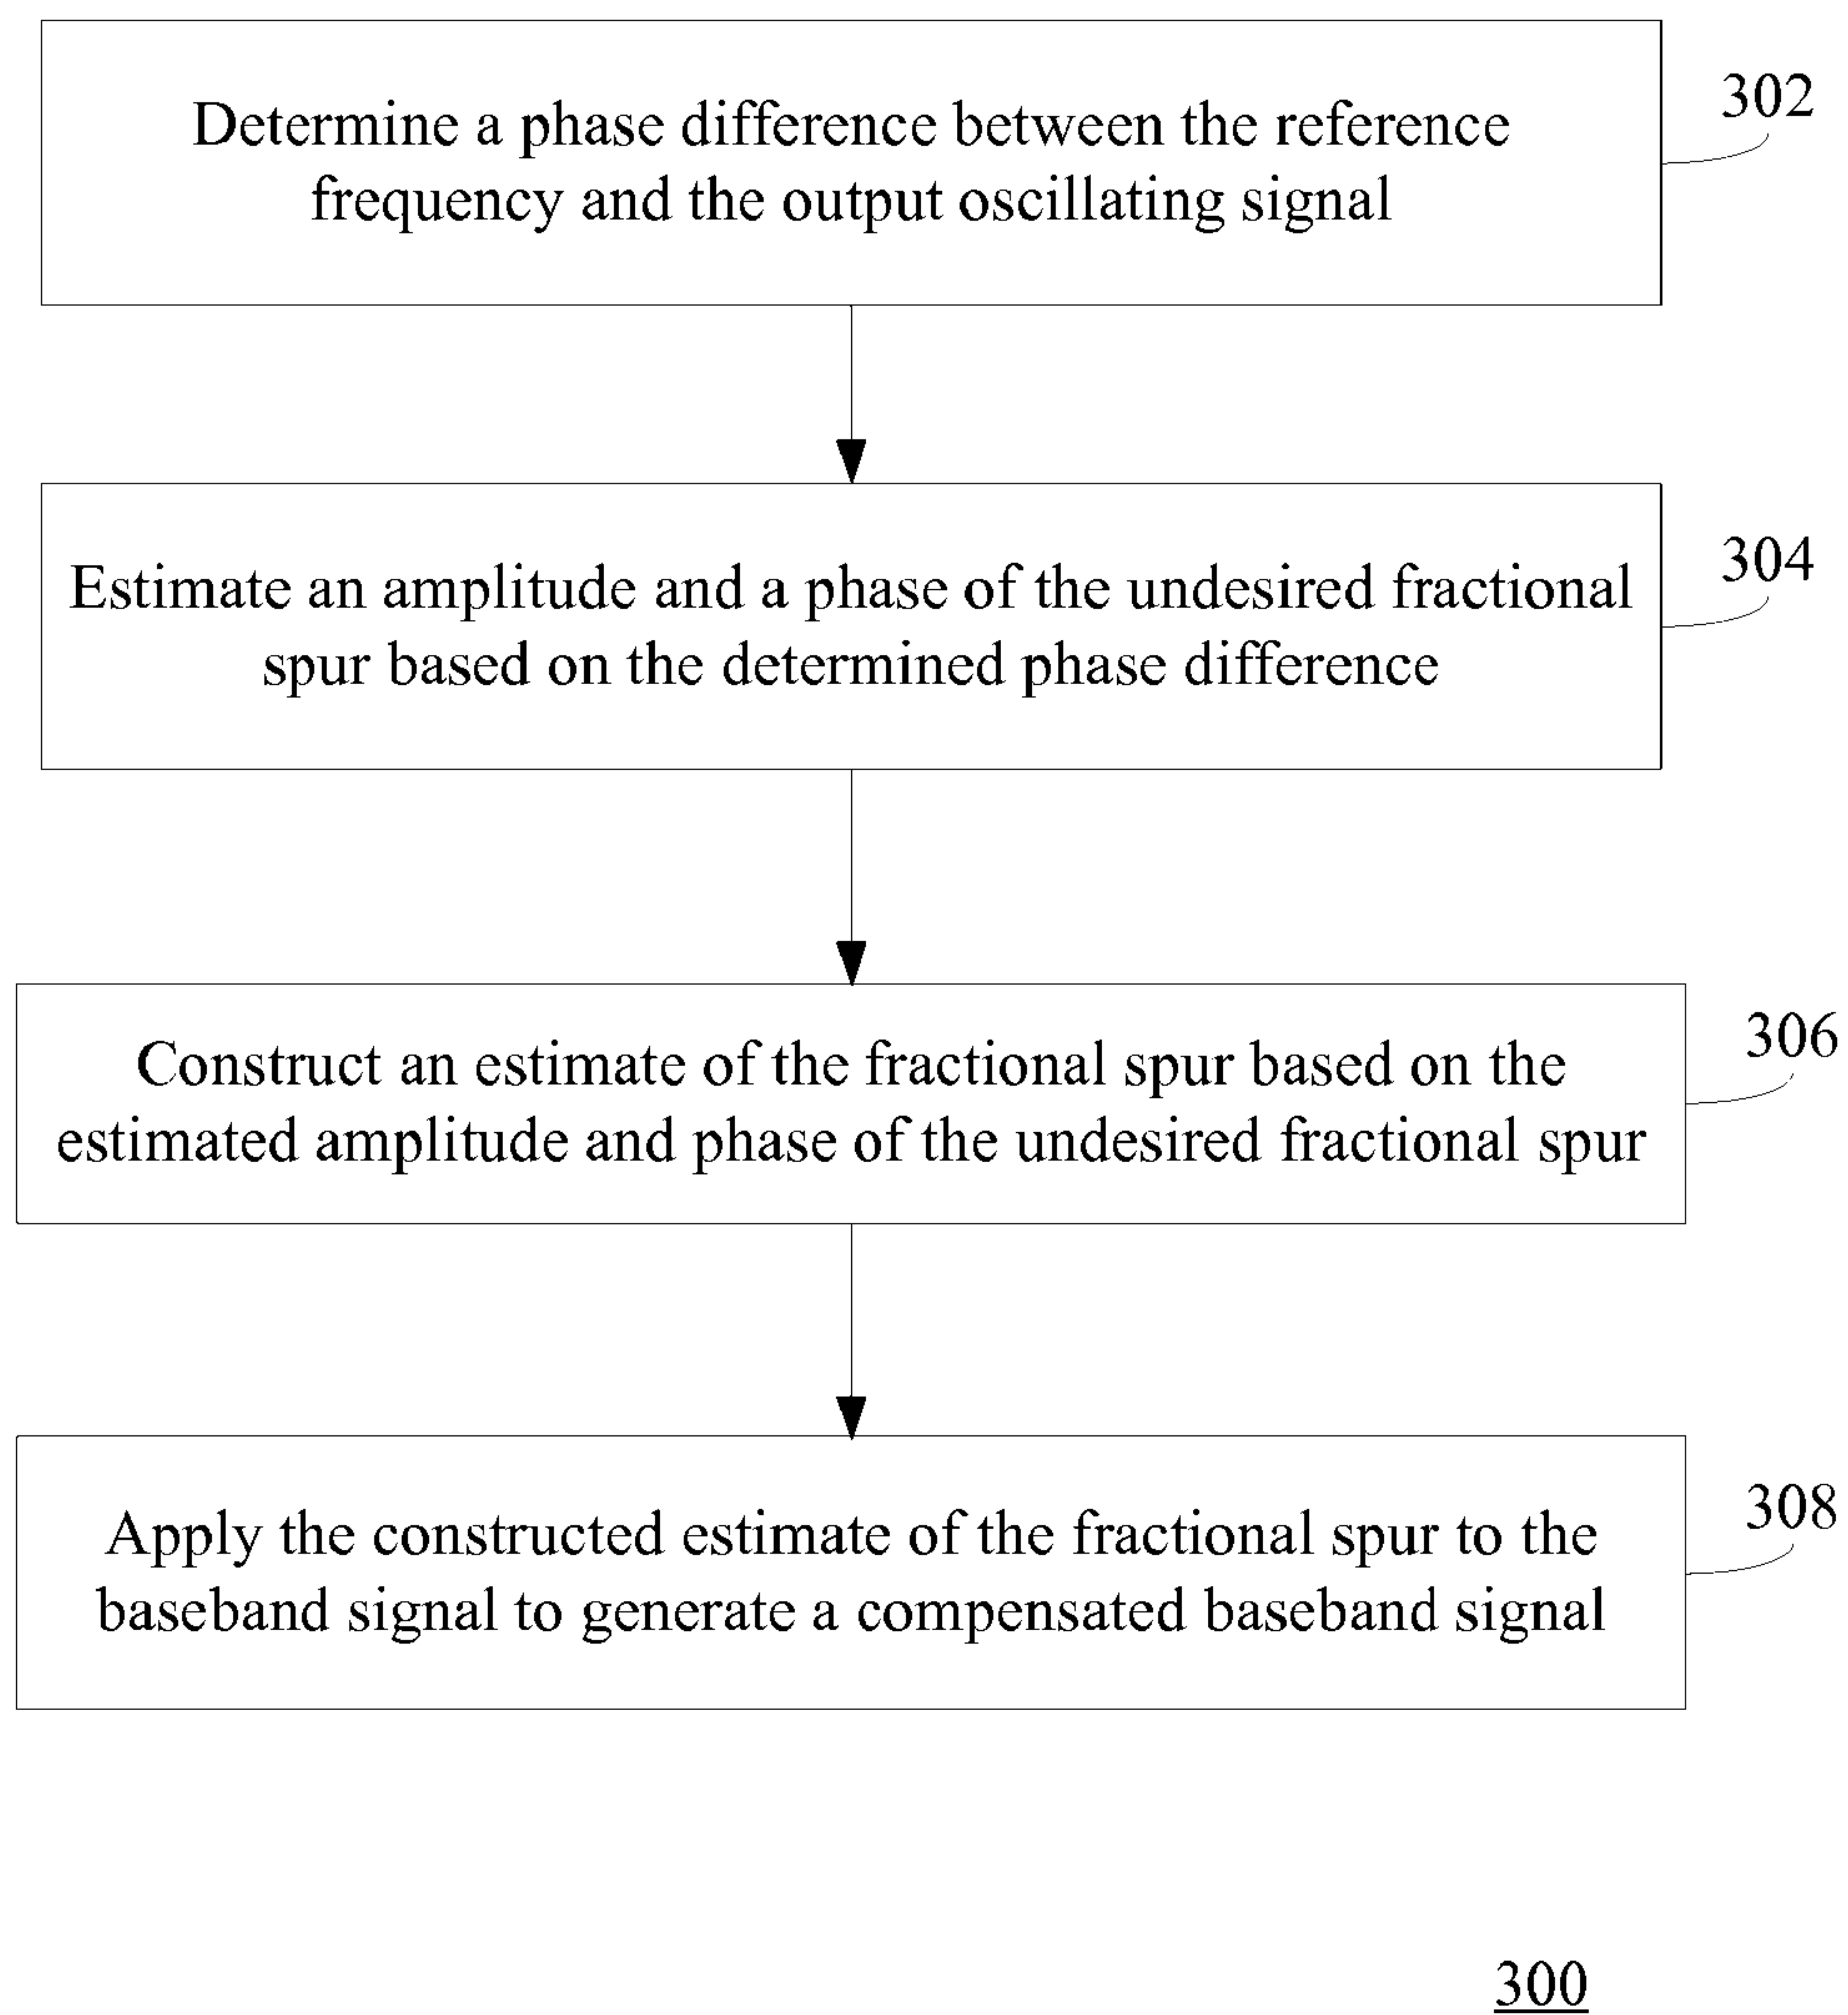 Determine a phase difference between the reference
frequency and the output oscillating signal
302
Estimate an amplitude and a phase of the undesired fractional
spur based on the determined phase difference
304
Construct an estimate of the fractional spur based on the
estimated amplitude and phase of the undesired fractional spur
306
Apply the constructed estimate of the fractional spur to the
baseband signal to generate a compensated baseband signal
308
300